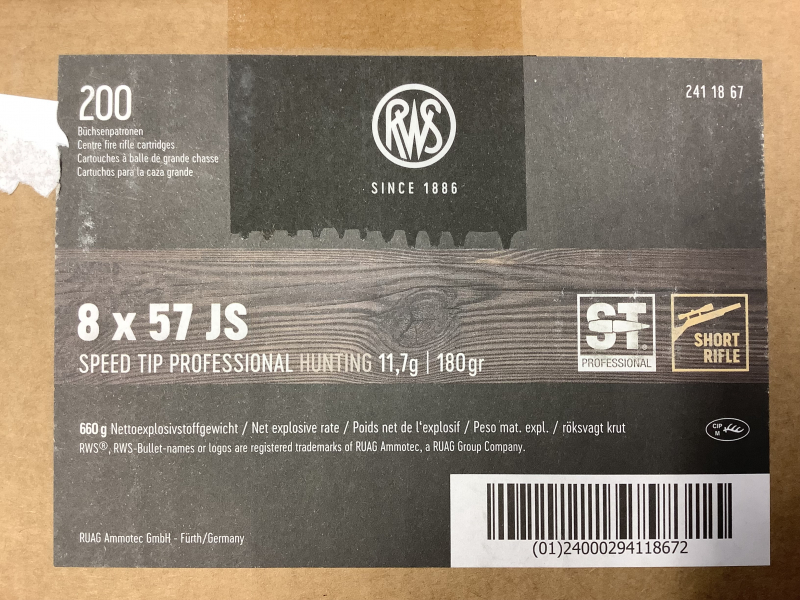 200
Büchsenpatronen
Centre fire rifle cartridges
Cartouches à balle de grande chasse
Cartuchos para la caza grande
RWS
SINCE 1886
241 18 67
8 x 57 JS
SPEED TIP PROFESSIONAL HUNTING 11,7g | 180gr
ST®
PROFESSIONAL
SHORT
RIFLE
660 g Nettoexplosivstoffgewicht / Net explosive rate / Poids net de l'explosif / Peso mat. expl. / röksvagt krut
RWS®, RWS-Bullet-names or logos are registered trademarks of RUAG Ammotec, a RUAG Group Company.
CIP
M
RUAG Ammotec GmbH - Fürth/Germany
(01)24000294118672